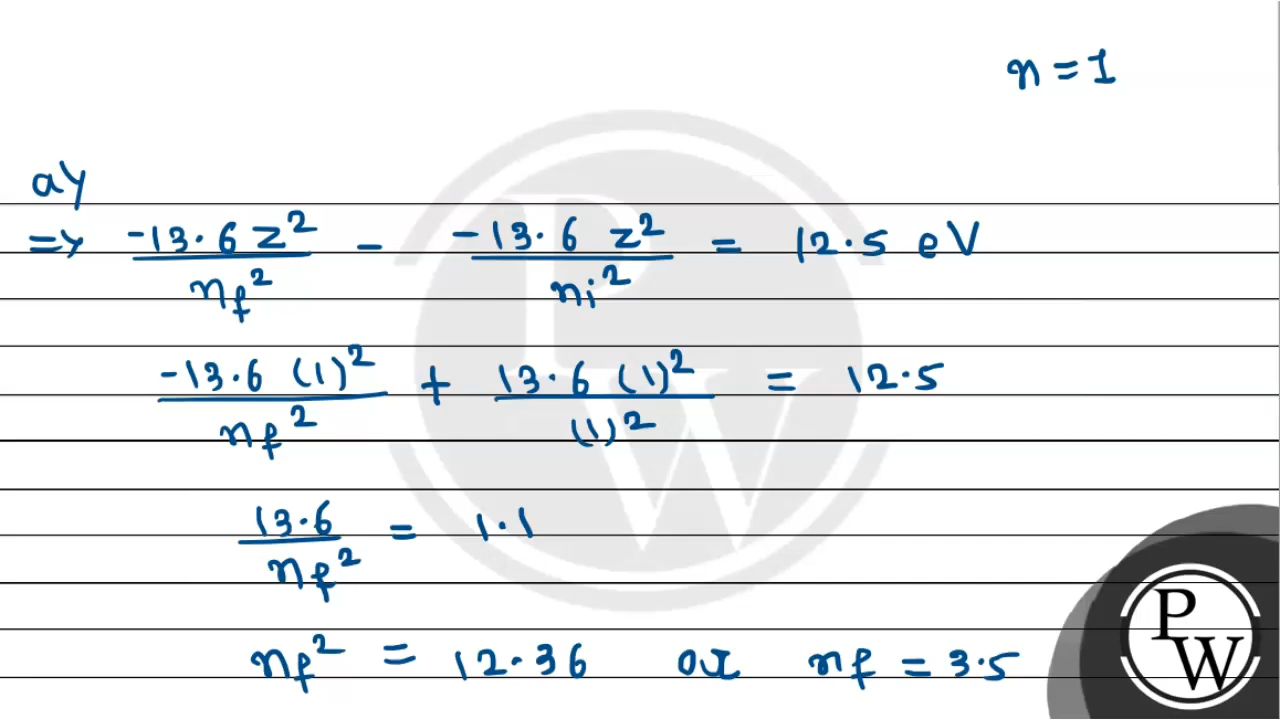 n = 1
ay
=> -13.6 z² / nf² - -13.6 z² / ni² = 12.5 eV
-13.6 (1)² / nf² + 13.6 (1)² / (1)² = 12.5
13.6 / nf² = 1.1
nf² = 12.36 or nf = 3.5
PW
PW